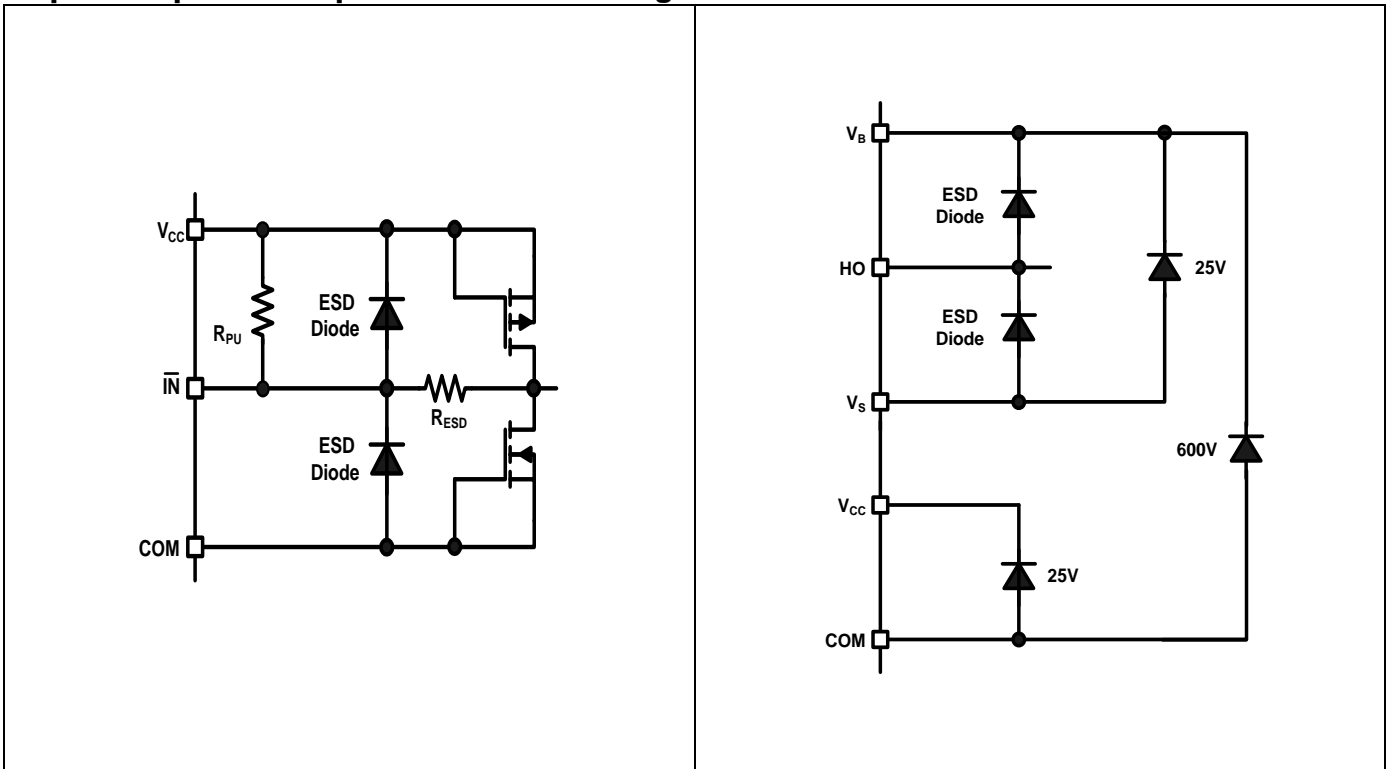 VCC
ESD
Diode
RPU
IN
RESD
ESD
Diode
COM
VB
ESD
Diode
HO
25V
ESD
Diode
VS
600V
VCC
25V
COM